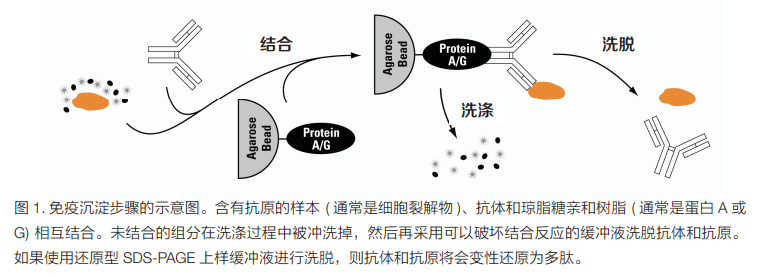 结合
洗脱
Agarose
Bead
Protein
A/G
Agarose
Bead
Protein
A/G
洗涤
图 1. 免疫沉淀步骤的示意图。含有抗原的样本 ( 通常是细胞裂解物 )、抗体和琼脂糖亲和树脂 ( 通常是蛋白 A 或
G) 相互结合。未结合的组分在洗涤过程中被冲洗掉，然后再采用可以破坏结合反应的缓冲液洗脱抗体和抗原。
如果使用还原型 SDS-PAGE 上样缓冲液进行洗脱，则抗体和抗原将会变性还原为多肽。